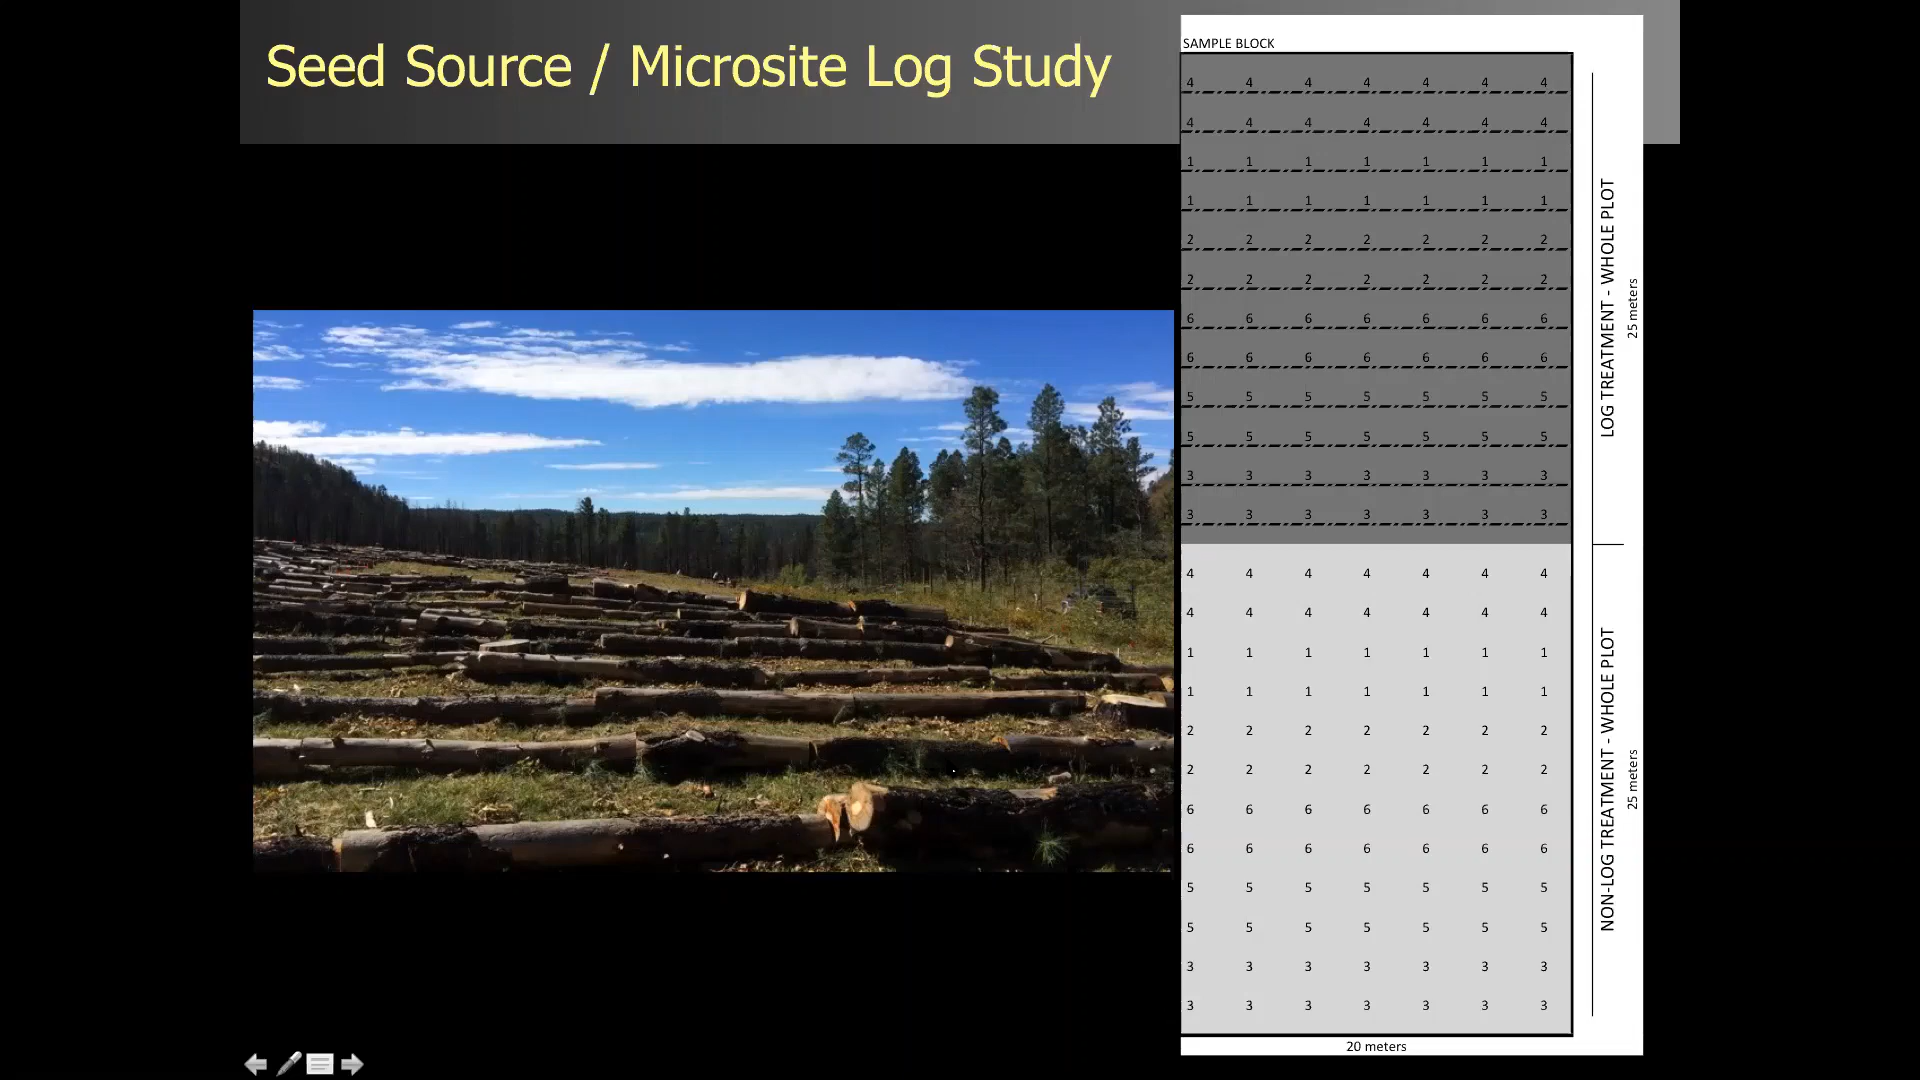 Seed Source / Microsite Log Study
SAMPLE BLOCK
4 4 4 4 4 4 4
4 4 4 4 4 4 4
1 1 1 1 1 1 1
1 1 1 1 1 1 1
2 2 2 2 2 2 2
2 2 2 2 2 2 2
6 6 6 6 6 6 6
6 6 6 6 6 6 6
5 5 5 5 5 5 5
5 5 5 5 5 5 5
3 3 3 3 3 3 3
3 3 3 3 3 3 3
LOG TREATMENT - WHOLE PLOT
25 meters
4 4 4 4 4 4 4
4 4 4 4 4 4 4
1 1 1 1 1 1 1
1 1 1 1 1 1 1
2 2 2 2 2 2 2
2 2 2 2 2 2 2
6 6 6 6 6 6 6
6 6 6 6 6 6 6
5 5 5 5 5 5 5
5 5 5 5 5 5 5
3 3 3 3 3 3 3
3 3 3 3 3 3 3
NON-LOG TREATMENT - WHOLE PLOT
25 meters
20 meters